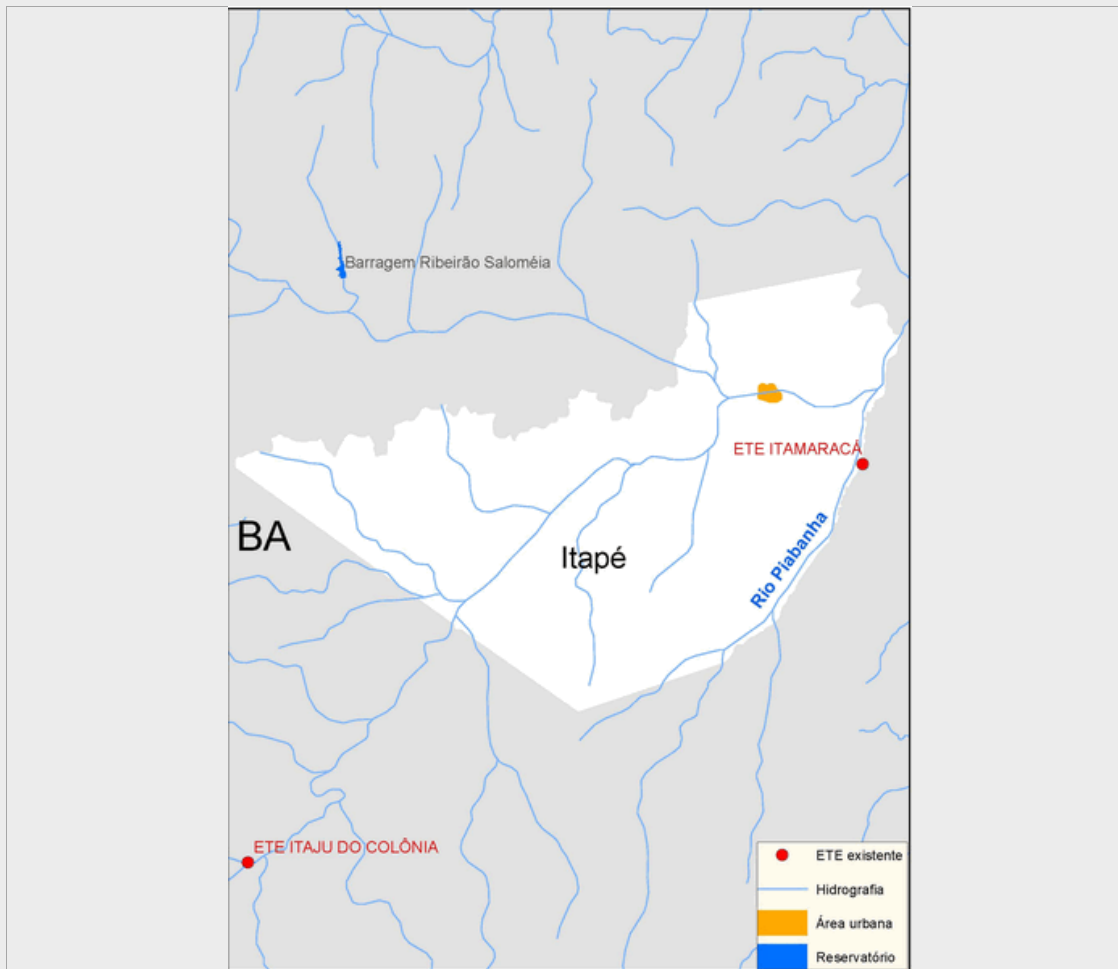 Barragem Ribeirão Saloméia
ETE ITAMARACÁ
BA
Itapé
Rio Piabanha
ETE ITAJU DO COLÔNIA
ETE existente
Hidrografia
Área urbana
Reservatório